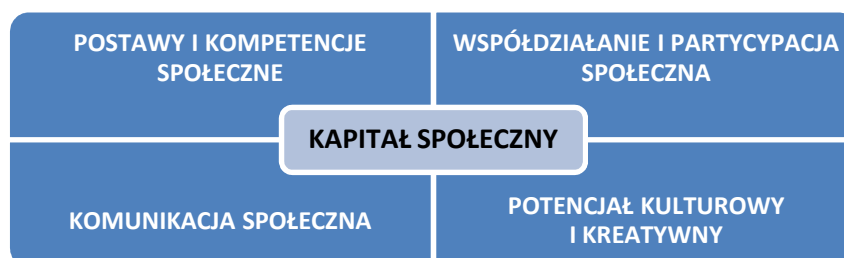 POSTAWY I KOMPETENCJE
SPOŁECZNE
WSPÓŁDZIAŁANIE I PARTYCYPACJA
SPOŁECZNA
KAPITAŁ SPOŁECZNY
KOMUNIKACJA SPOŁECZNA
POTENCJAŁ KULTUROWY
I KREATYWNY